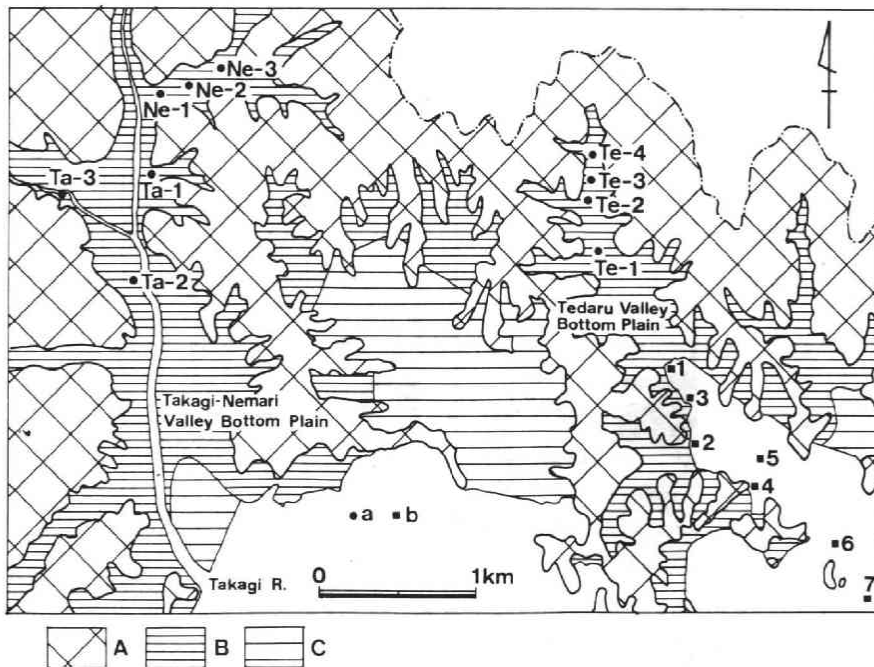 Ne-3
Ne-2
Ne-1
Te-4
Ta-3
Ta-1
Te-3
Te-2
Te-1
Ta-2
Tedaru Valley
Bottom Plain
1
Takagi-Nemari
Valley Bottom Plain
3
2
5
4
a
b
6
Takagi R.
0
1km
7
A
B
C